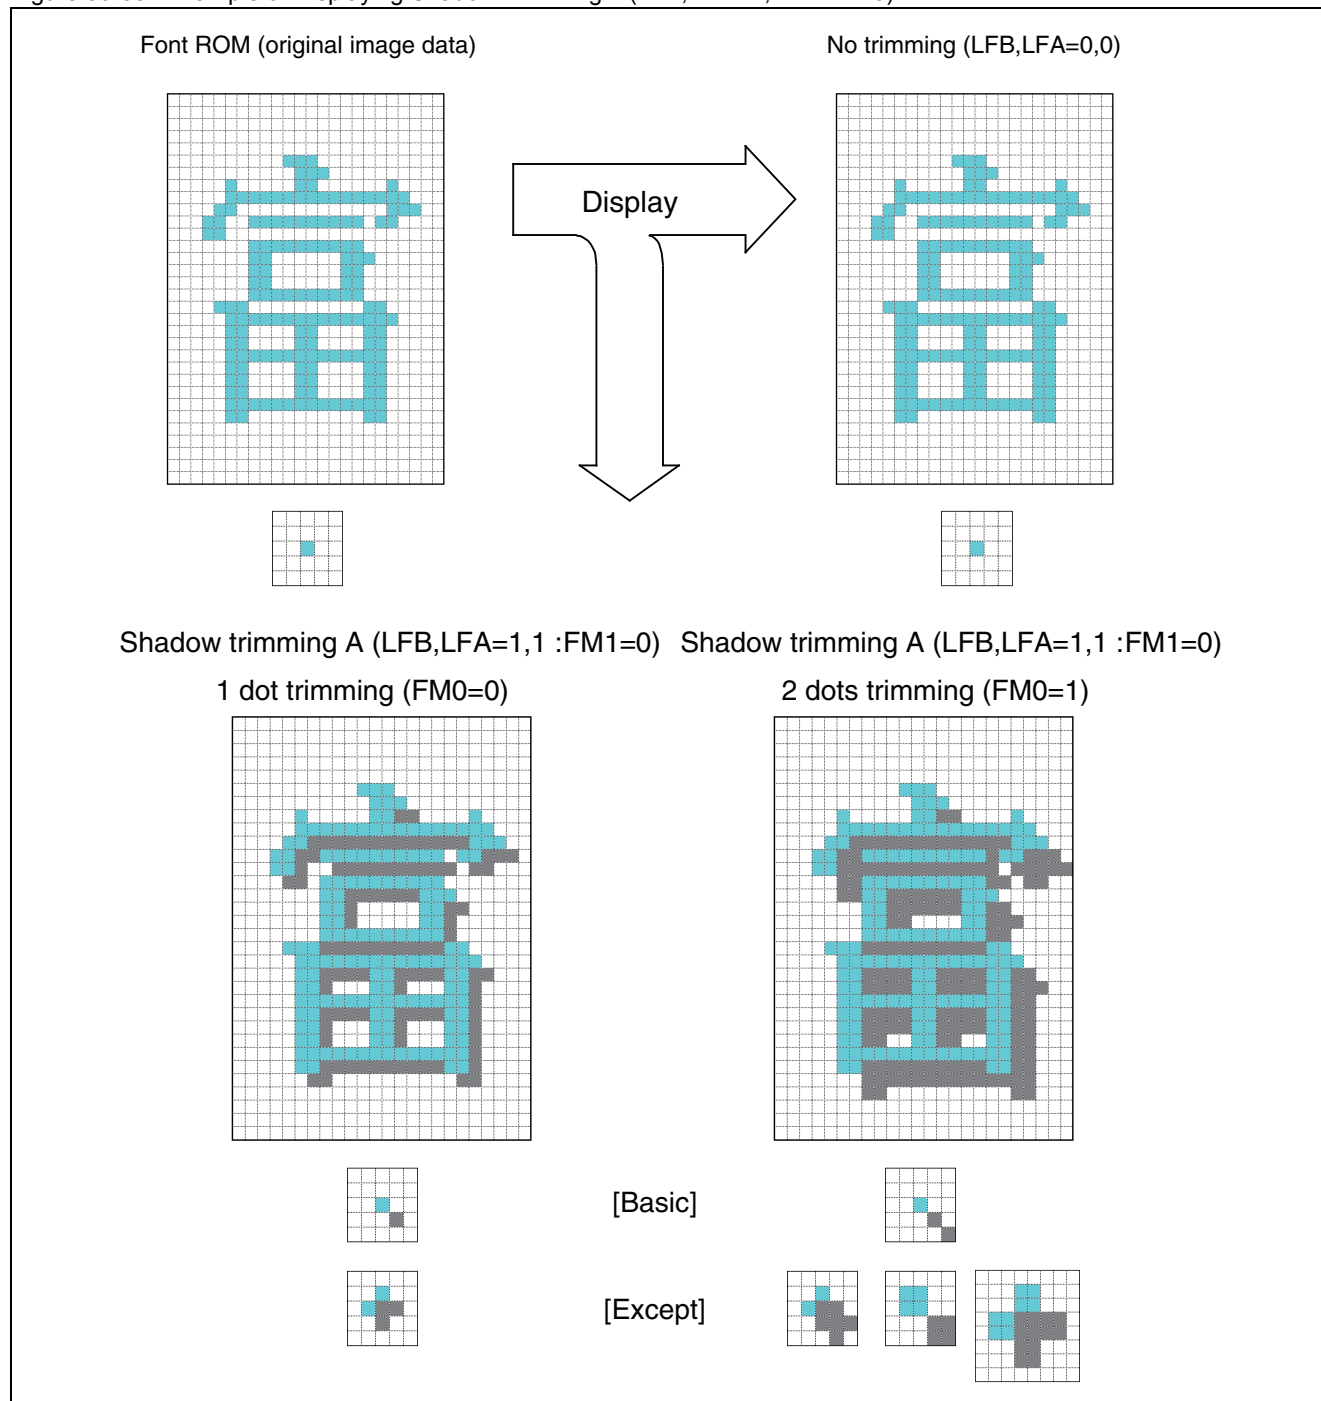 Font ROM (original image data)
No trimming (LFB,LFA=0,0)
Display
Shadow trimming A (LFB,LFA=1,1 :FM1=0)
1 dot trimming (FM0=0)
Shadow trimming A (LFB,LFA=1,1 :FM1=0)
2 dots trimming (FM0=1)
[Basic]
[Except]